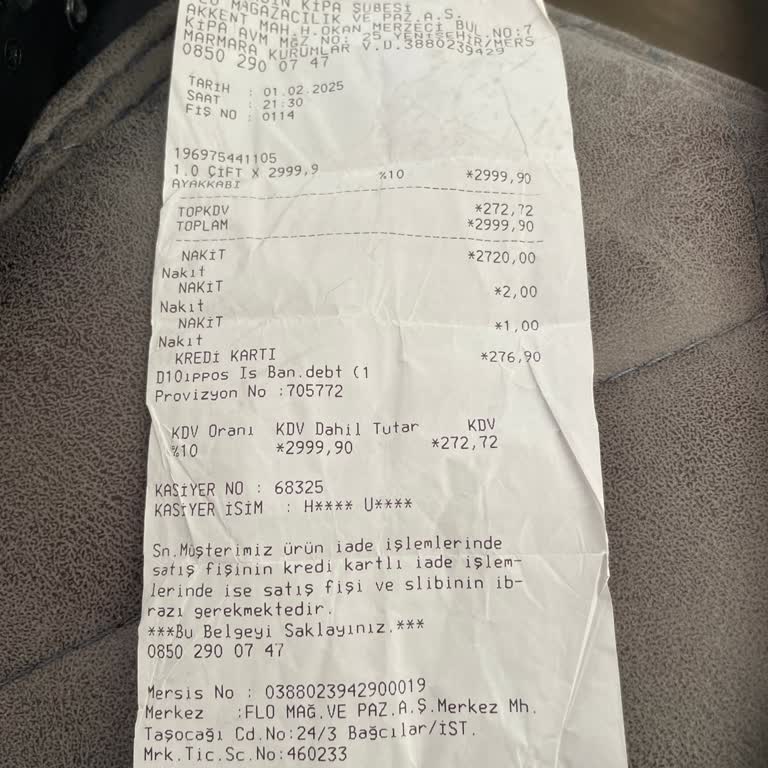 KİPA ŞUBESİ
MAĞAZACILIK VE PAZ.A.Ş.
AKKENT MAH.H.OKAN MERZECİ BUL.NO:7
KİPA AVM MGZ NO: 25 YENİŞEHİR/MERS
MARMARA KURUMLAR V.D.3880239429
0850 290 07 47
TARİH : 01.02.2025
SAAT : 21:30
FİŞ NO : 0114
196975441105
1.0 ÇİFT X 2999,9 %10 *2999,90
AYAKKABI
TOPKDV *272,72
TOPLAM *2999,90
NAKİT *2720,00
Nakıt
NAKİT *2,00
Nakıt
NAKİT *1,00
Nakıt
KREDİ KARTI *276,90
D10ıppos Is Ban.debt (1
Provizyon No :705772
KDV Oranı KDV Dahil Tutar KDV
%10 *2999,90 *272,72
KASİYER NO : 68325
KASİYER İSİM : H**** U****
Sn.Müşterimiz ürün iade işlemlerinde
satış fişinin kredi kartlı iade işlem-
lerinde ise satış fişi ve slibinin ib-
razı gerekmektedir.
***Bu Belgeyi Saklayınız.***
0850 290 07 47
Mersis No : 0388023942900019
Merkez :FLO MAĞ.VE PAZ.A.Ş.Merkez Mh.
Taşocağı Cd.No:24/3 Bağcılar/İST.
Mrk.Tic.Sc.No:460233